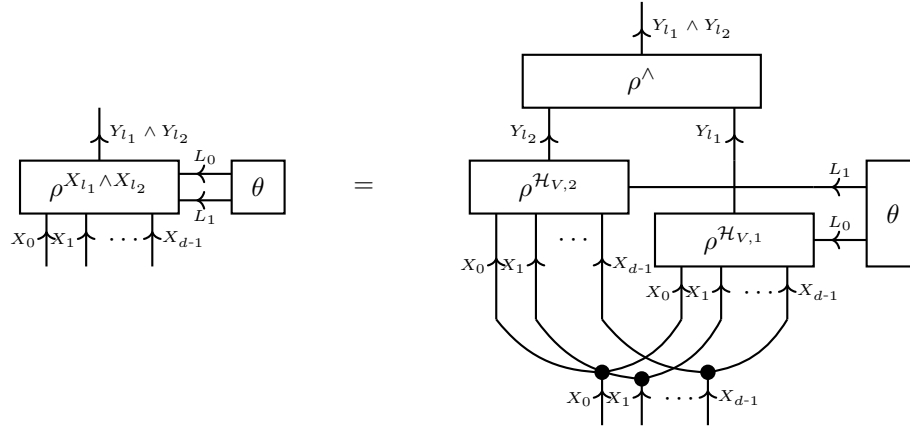 Y_{l_1} ∧ Y_{l_2}
ρ^∧
Y_{l_2} Y_{l_1}
Y_{l_1} ∧ Y_{l_2}
ρ^{X_{l_1} ∧ X_{l_2}} L_0 L_1 θ
=
ρ^{\mathcal{H}_{V,2}} L_1 θ
ρ^{\mathcal{H}_{V,1}} L_0
X_0 X_1 ... X_{d-1}
X_0 X_1 ... X_{d-1}
X_0 X_1 ... X_{d-1}
X_0 X_1 ... X_{d-1}